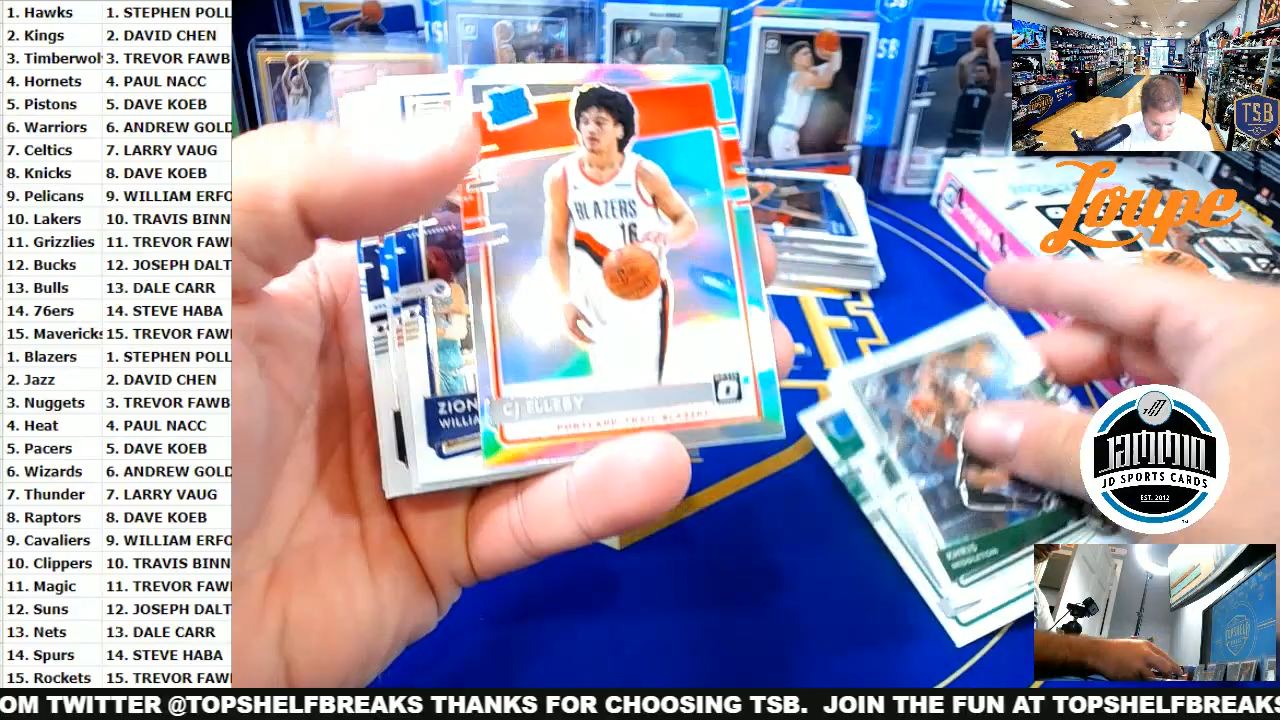 1. Hawks 1. STEPHEN POLL
2. Kings 2. DAVID CHEN
3. Timberwol 3. TREVOR FAWB
4. Hornets 4. PAUL NACC
5. Pistons 5. DAVE KOEB
6. Warriors 6. ANDREW GOLD
7. Celtics 7. LARRY VAUG
8. Knicks 8. DAVE KOEB
9. Pelicans 9. WILLIAM ERFO
10. Lakers 10. TRAVIS BINN
11. Grizzlies 11. TREVOR FAW
12. Bucks 12. JOSEPH DALT
13. Bulls 13. DALE CARR
14. 76ers 14. STEVE HABA
15. Mavericks 15. TREVOR FAW
1. Blazers 1. STEPHEN POLL
2. Jazz 2. DAVID CHEN
3. Nuggets 3. TREVOR FAWB
4. Heat 4. PAUL NACC
5. Pacers 5. DAVE KOEB
6. Wizards 6. ANDREW GOLD
7. Thunder 7. LARRY VAUG
8. Raptors 8. DAVE KOEB
9. Cavaliers 9. WILLIAM ERFO
10. Clippers 10. TRAVIS BINN
11. Magic 11. TREVOR FAW
12. Suns 12. JOSEPH DALT
13. Nets 13. DALE CARR
14. Spurs 14. STEVE HABA
15. Rockets 15. TREVOR FAW
BLAZERS
16
CJ ELLEBY
PORTLAND TRAIL BLAZERS
ZION
WILLIA
KHRIS
MIDDLETON
TSB
Loupe
JAMMIN
JD SPORTS CARDS
EST. 2012
OM TWITTER @TOPSHELFBREAKS THANKS FOR CHOOSING TSB. JOIN THE FUN AT TOPSHELFBREAKS